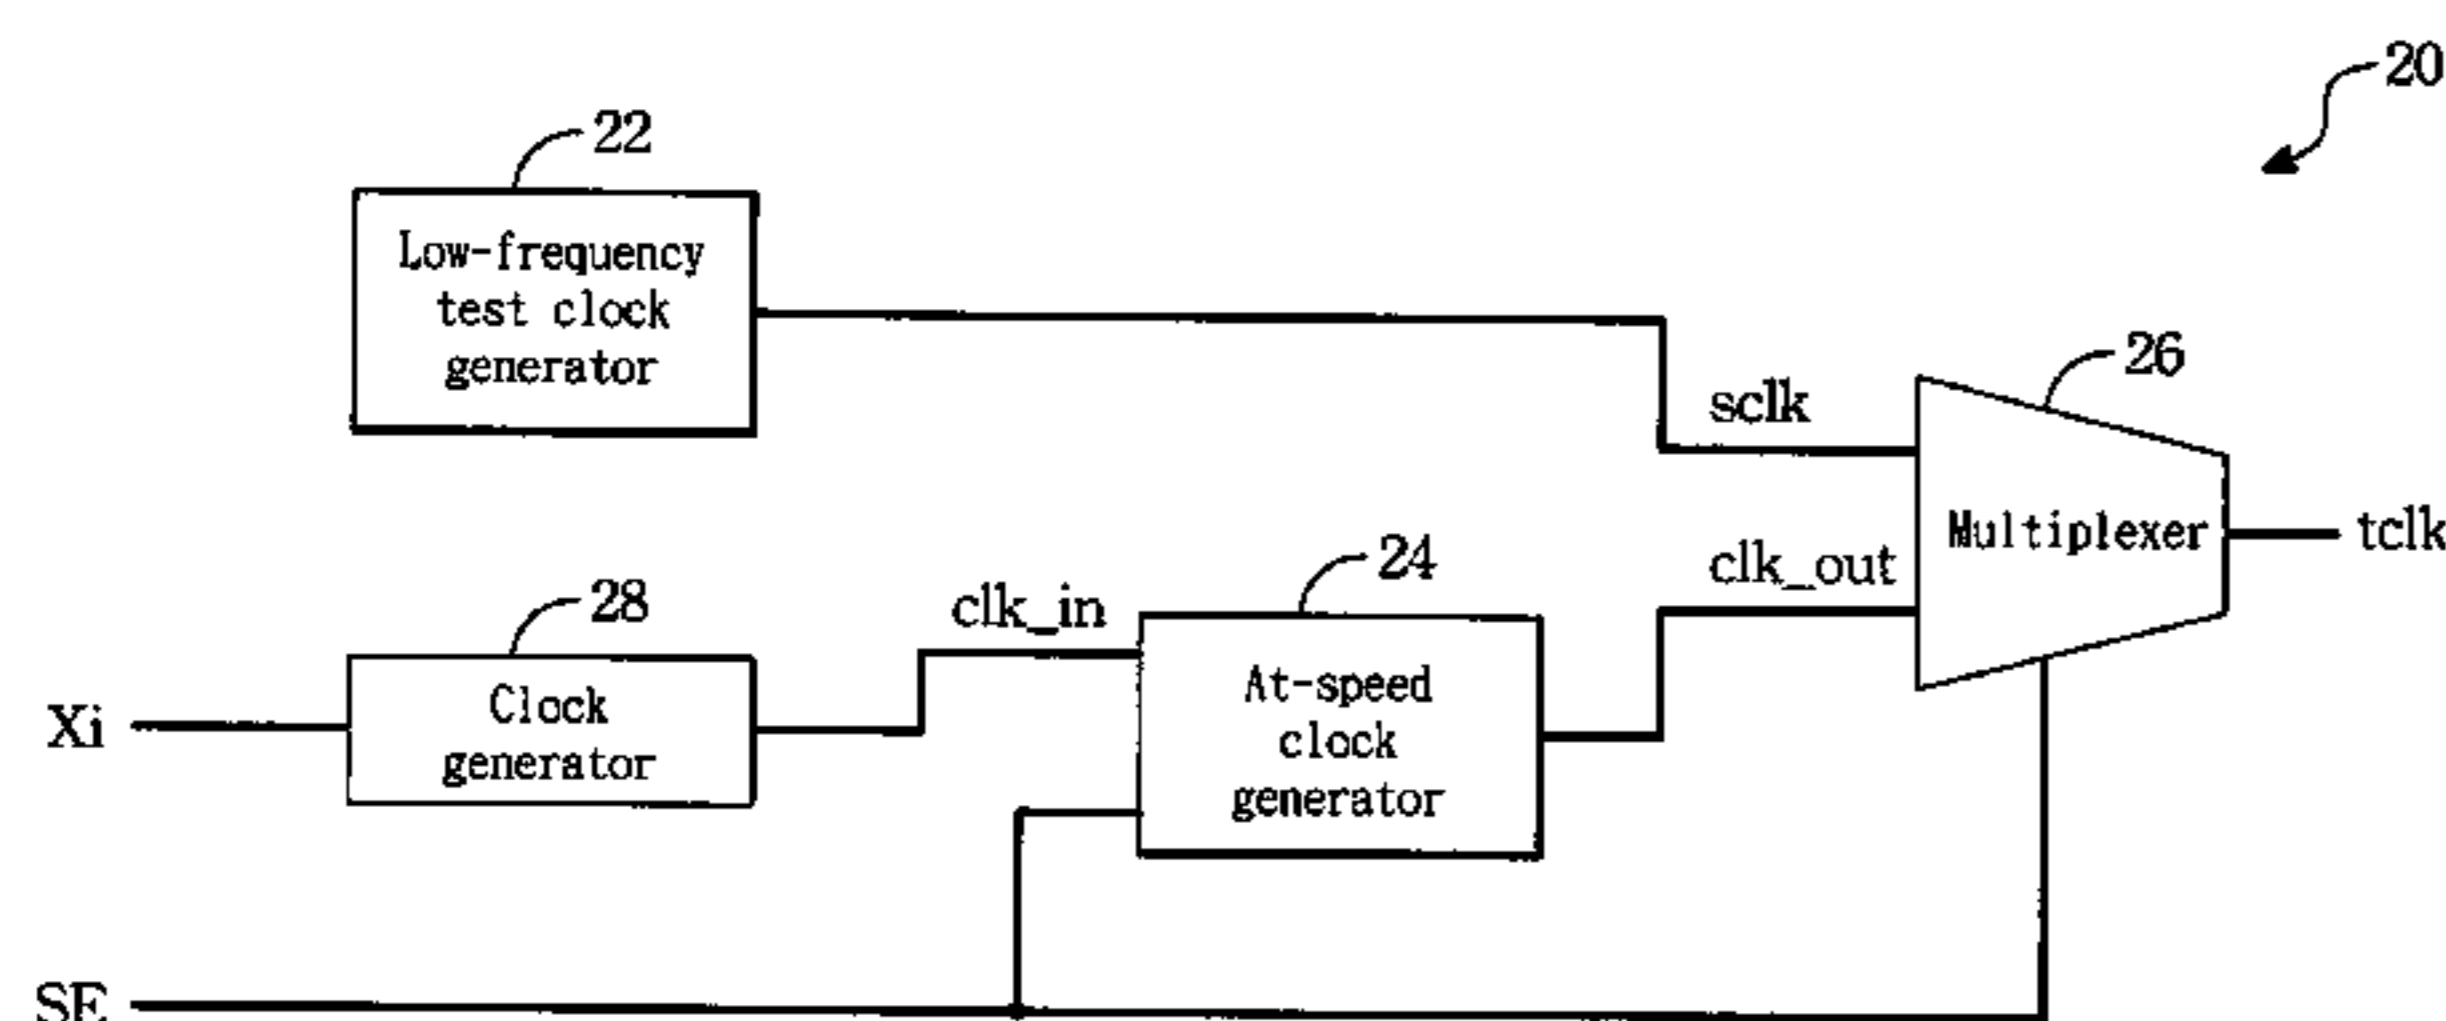 20
22
Low-frequency
test clock
generator
26
sclk
Multiplexer
tclk
24
clk_out
28
clk_in
At-speed
clock
generator
Xi
Clock
generator
SE